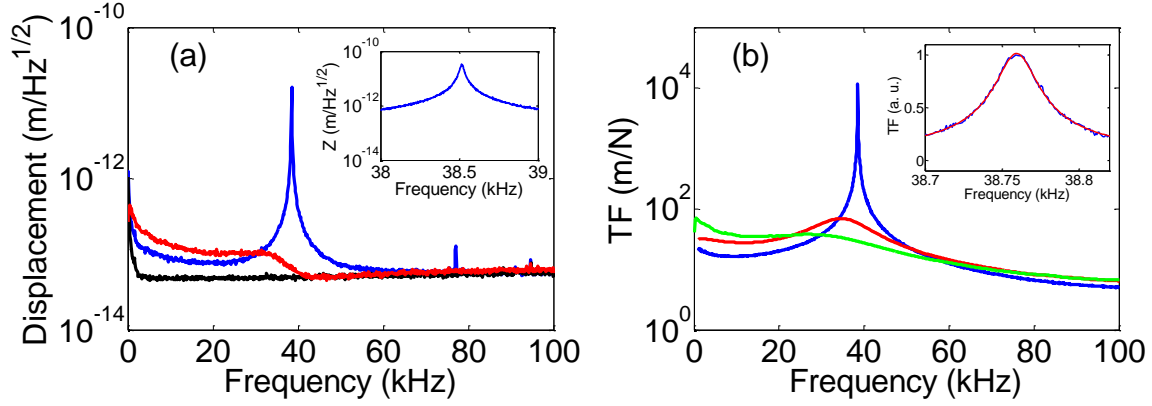 (a)
Displacement (m/Hz^{1/2})
10^{-10}
10^{-12}
10^{-14}
0 20 40 60 80 100
Frequency (kHz)
Z (m/Hz^{1/2})
10^{-10}
10^{-12}
10^{-14}
38 38.5 39
Frequency (kHz)
(b)
TF (m/N)
10^4
10^2
10^0
0 20 40 60 80 100
Frequency (kHz)
TF (a. u.)
1
0.5
0
38.7 38.76 38.8
Frequency (kHz)